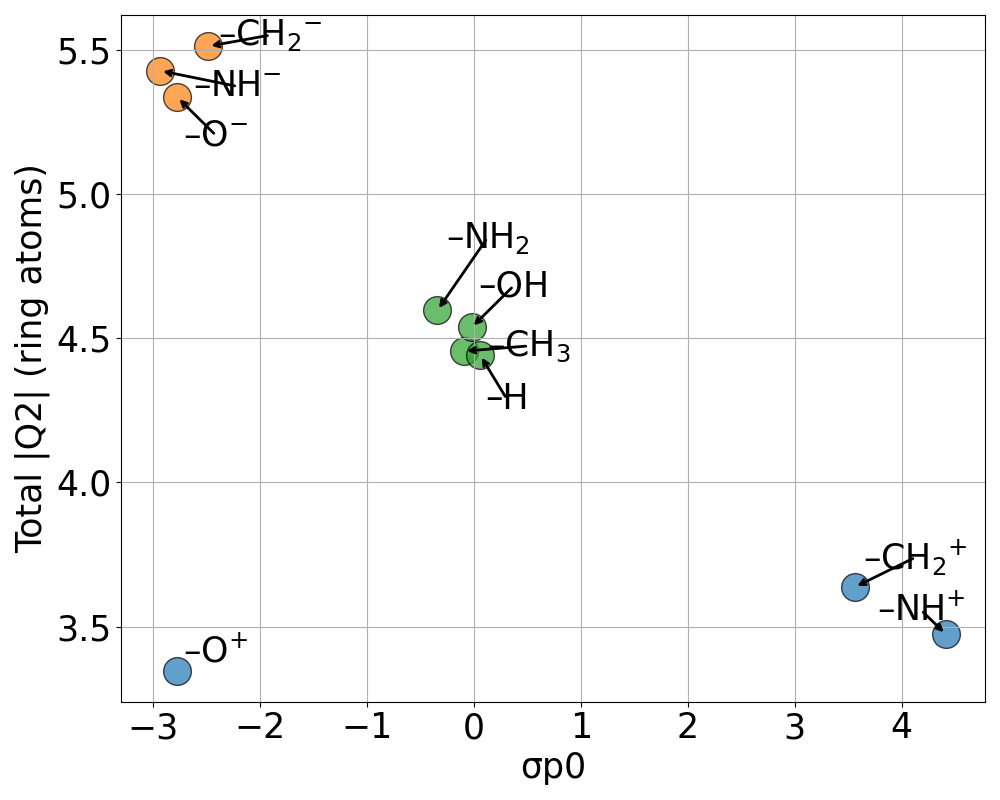 –CH₂⁻
–NH⁻
–O⁻
–NH₂
–OH
–CH₃
–H
–CH₂⁺
–NH⁺
–O⁺
5.5
5.0
4.5
4.0
3.5
Total |Q2| (ring atoms)
−3 −2 −1 0 1 2 3 4
σp0